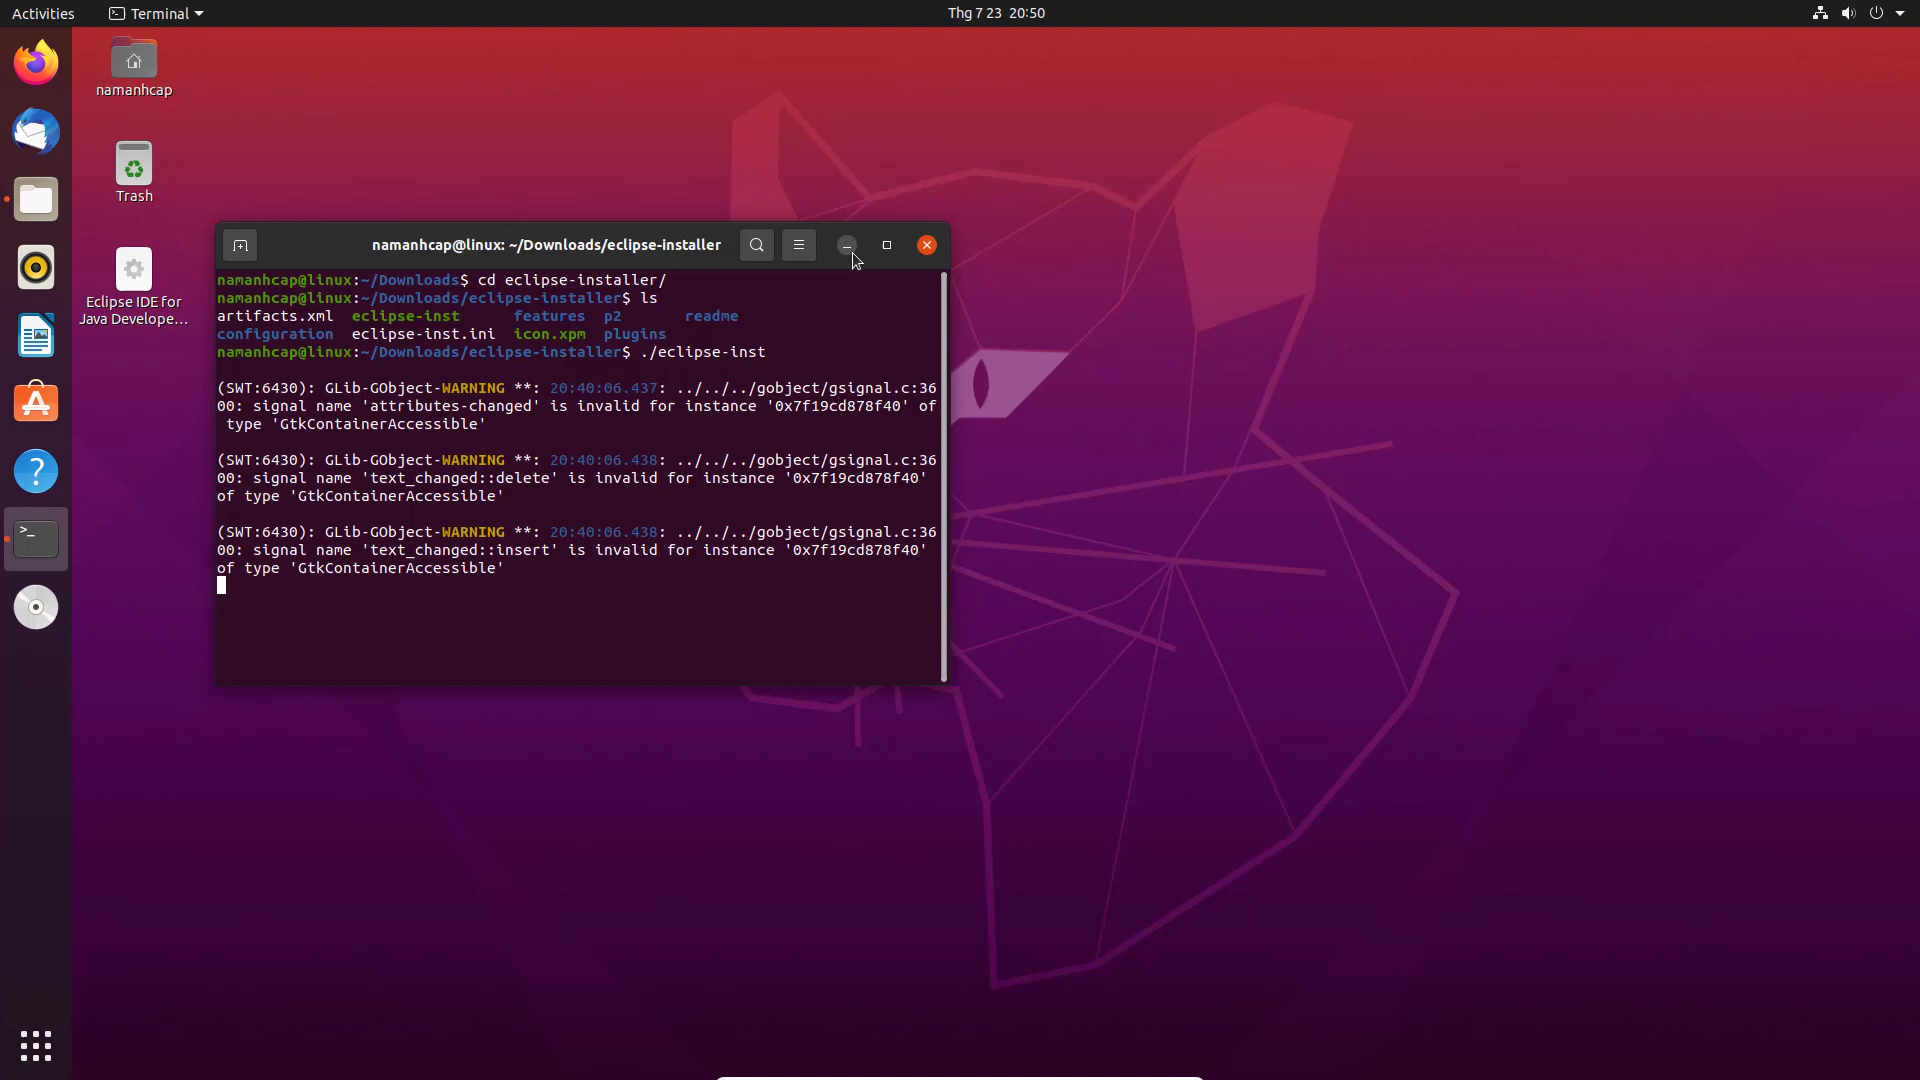 Activities
Terminal
Thg 7 23 20:50
namanhcap
Trash
Eclipse IDE for
Java Develope…
namanhcap@linux: ~/Downloads/eclipse-installer
namanhcap@linux:~/Downloads$ cd eclipse-installer/
namanhcap@linux:~/Downloads/eclipse-installer$ ls
artifacts.xml  eclipse-inst      features  p2       readme
configuration  eclipse-inst.ini  icon.xpm  plugins
namanhcap@linux:~/Downloads/eclipse-installer$ ./eclipse-inst
(SWT:6430): GLib-GObject-WARNING **: 20:40:06.437: ../../../gobject/gsignal.c:36
00: signal name 'attributes-changed' is invalid for instance '0x7f19cd878f40' of
type 'GtkContainerAccessible'
(SWT:6430): GLib-GObject-WARNING **: 20:40:06.438: ../../../gobject/gsignal.c:36
00: signal name 'text_changed::delete' is invalid for instance '0x7f19cd878f40'
of type 'GtkContainerAccessible'
(SWT:6430): GLib-GObject-WARNING **: 20:40:06.438: ../../../gobject/gsignal.c:36
00: signal name 'text_changed::insert' is invalid for instance '0x7f19cd878f40'
of type 'GtkContainerAccessible'